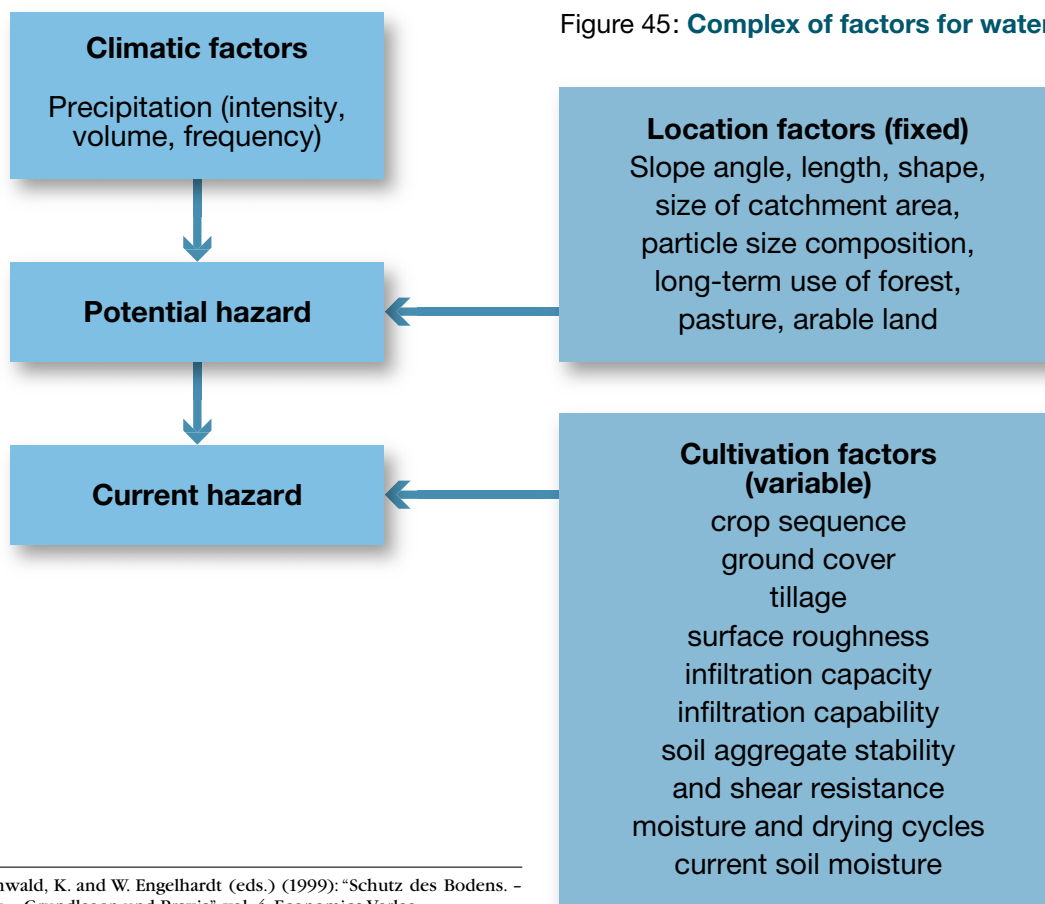 Figure 45: Complex of factors for water
Climatic factors
Precipitation (intensity,
volume, frequency)
Potential hazard
Current hazard
Location factors (fixed)
Slope angle, length, shape,
size of catchment area,
particle size composition,
long-term use of forest,
pasture, arable land
Cultivation factors
(variable)
crop sequence
ground cover
tillage
surface roughness
infiltration capacity
infiltration capability
soil aggregate stability
and shear resistance
moisture and drying cycles
current soil moisture
nwald, K. and W. Engelhardt (eds.) (1999): “Schutz des Bodens. –